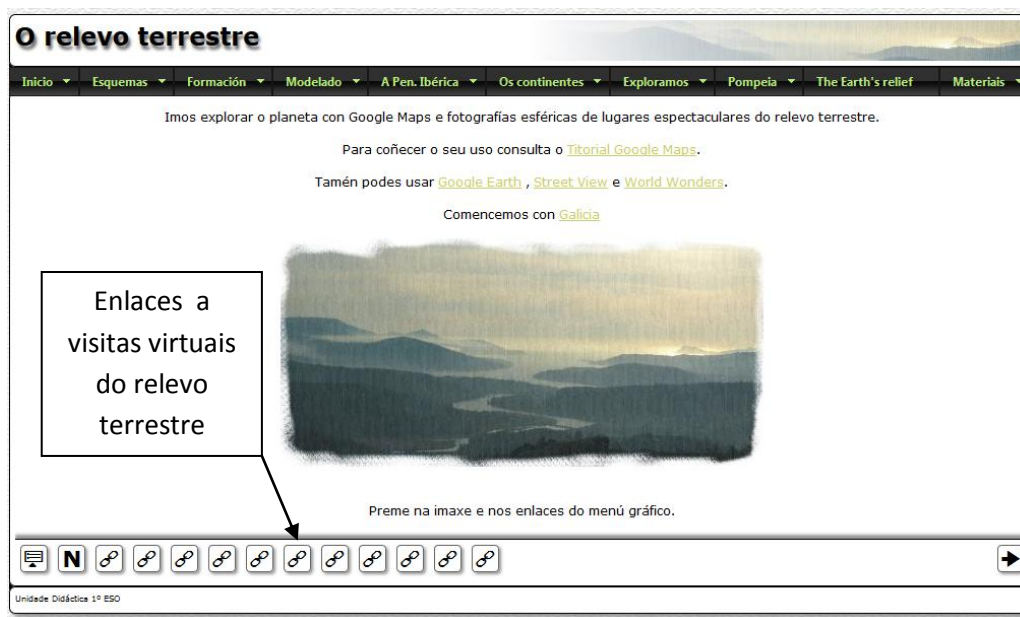 O relevo terrestre
Inicio Esquemas Formación Modelado A Pen. Ibérica Os continentes Exploramos Pompeia The Earth's relief Materiais
Imos explorar o planeta con Google Maps e fotografías esféricas de lugares espectaculares do relevo terrestre.
Para coñecer o seu uso consulta o Titorial Google Maps.
Tamén podes usar Google Earth , Street View e World Wonders.
Comencemos con Galicia
Enlaces a
visitas virtuais
do relevo
terrestre
Preme na imaxe e nos enlaces do menú gráfico.
N
Unidade Didáctica 1º ESO